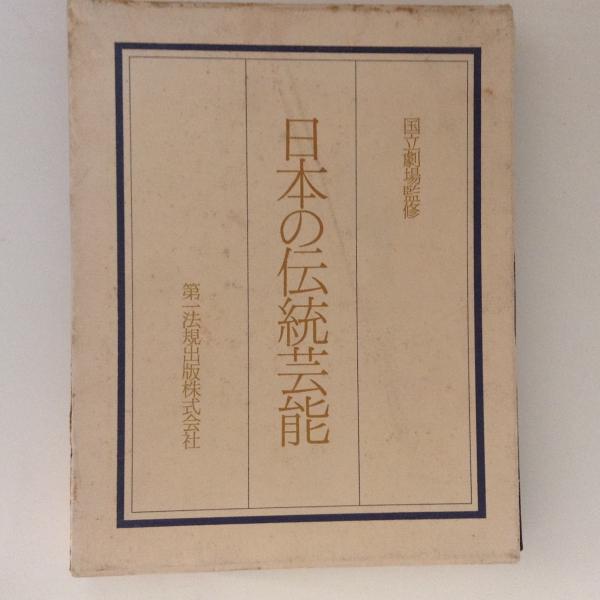 国立劇場監修
日本の伝統芸能
第一法規出版株式会社